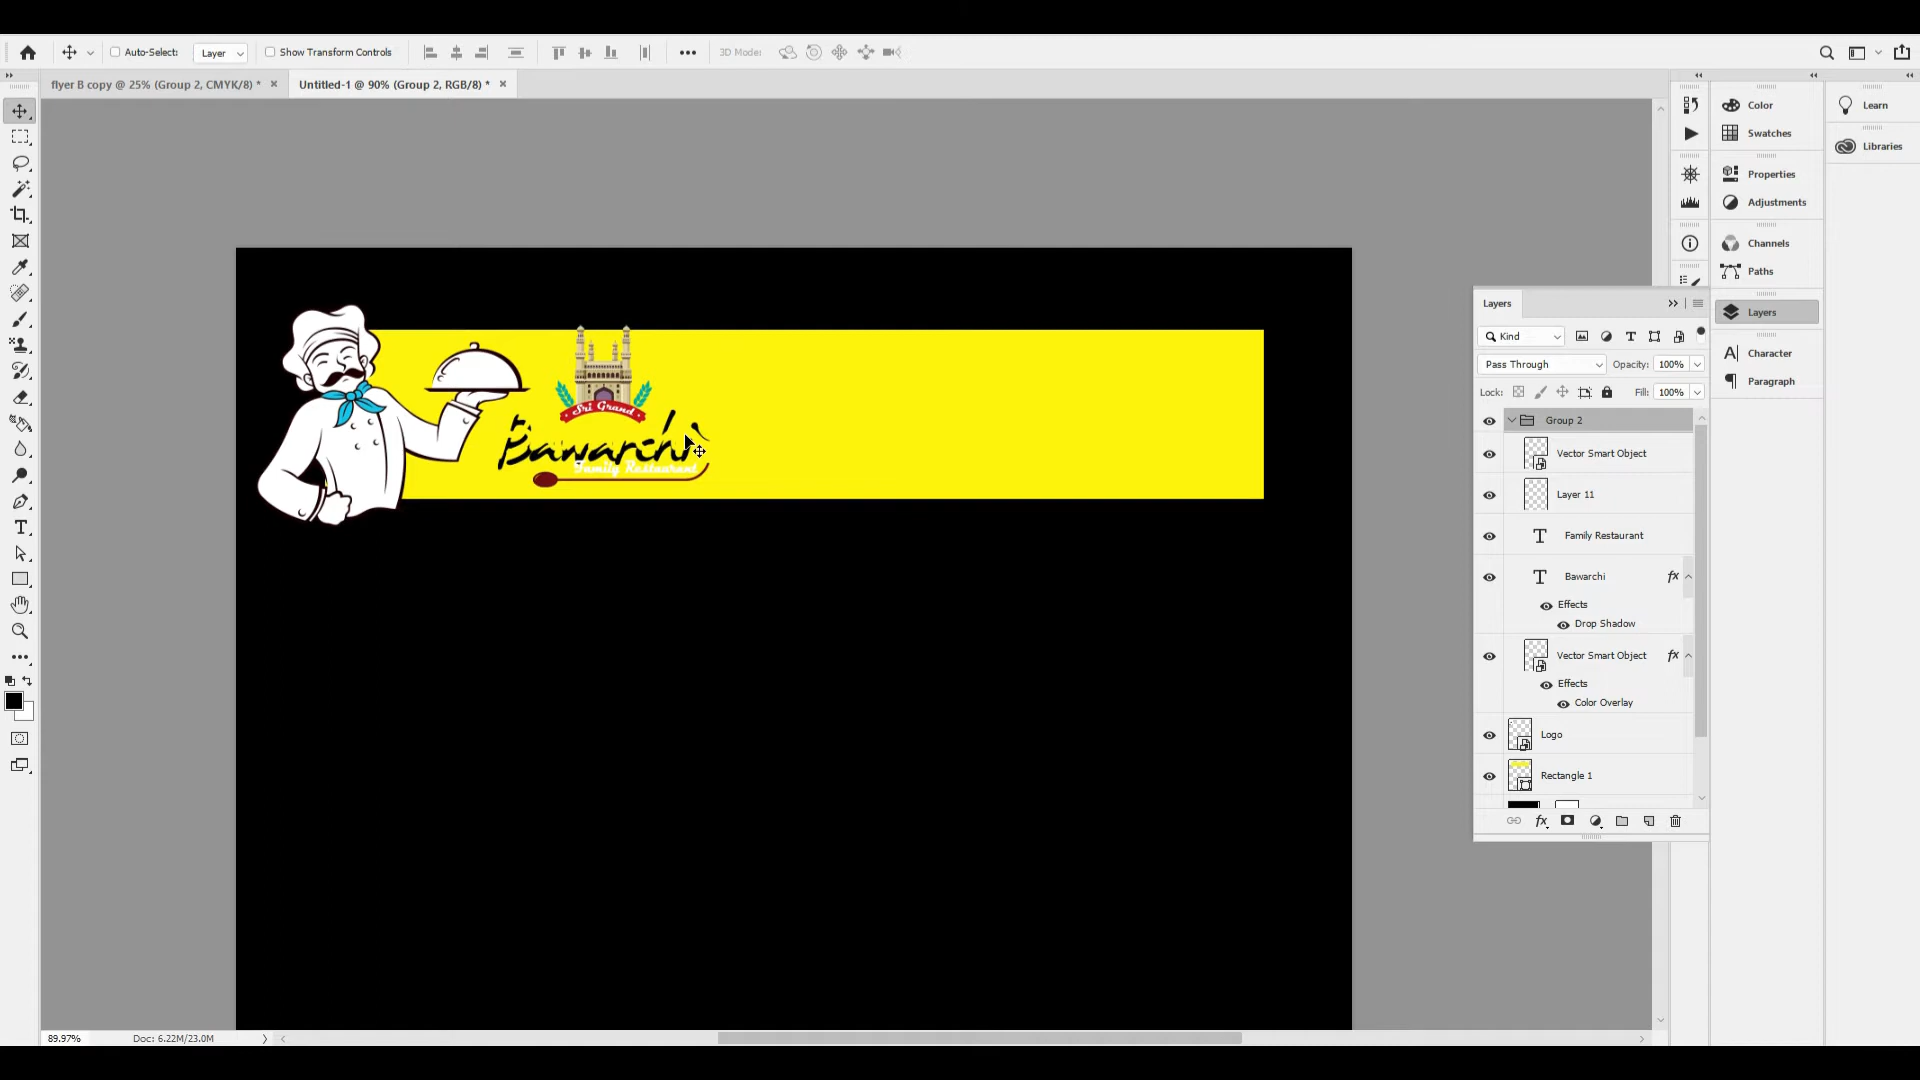 Auto-Select:
Layer
Show Transform Controls
3D Mode:
flyer B copy @ 25% (Group 2, CMYK/8) *
Untitled-1 @ 90% (Group 2, RGB/8) *
Color
Swatches
Properties
Adjustments
Channels
Paths
Layers
Character
Paragraph
Learn
Libraries
Sri Grand
Bawarchi
Family Restaurant
Layers
Kind
Pass Through
Opacity: 100%
Lock:
Fill: 100%
Group 2
Vector Smart Object
Layer 11
Family Restaurant
Bawarchi
fx
Effects
Drop Shadow
Vector Smart Object
fx
Effects
Color Overlay
Logo
Rectangle 1
fx
89.97%
Doc: 6.22M/23.0M